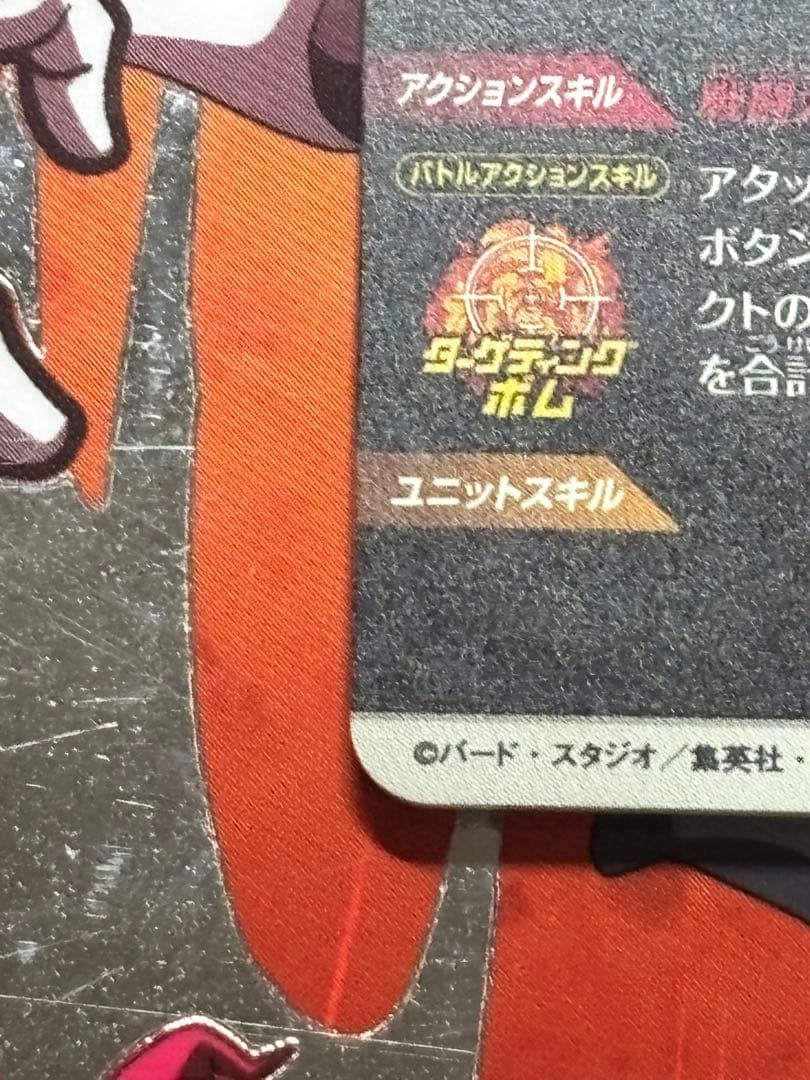 アクションスキル
バトルアクションスキル
ターゲティング
ボム
アタッ
ボタン
クトの
を合計
ユニットスキル
©バード・スタジオ／集英社・